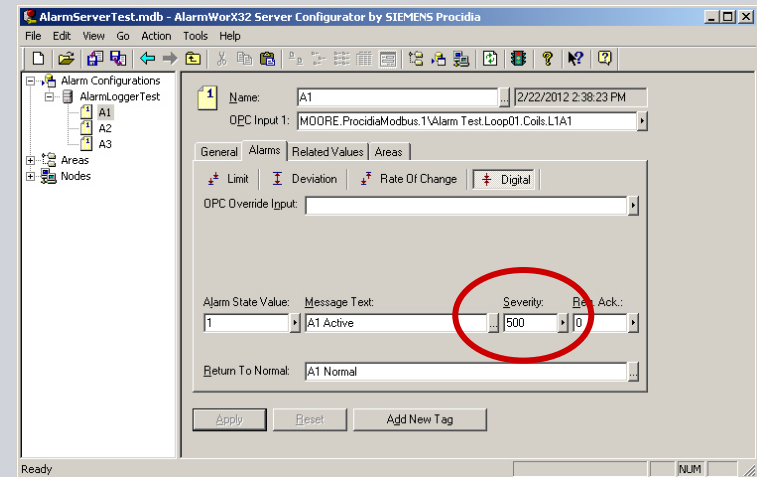 AlarmServerTest.mdb - AlarmWorX32 Server Configurator by SIEMENS Procidia
File Edit View Go Action Tools Help
Alarm Configurations
AlarmLoggerTest
A1
A2
A3
Areas
Nodes
1 Name: A1 ... 2/22/2012 2:38:23 PM
OPC Input 1: MOORE.ProcidiaModbus.1\Alarm Test.Loop01.Coils.L1A1
General Alarms Related Values Areas
Limit Deviation Rate Of Change Digital
OPC Override Input:
Alarm State Value: Message Text: Severity: Req. Ack.:
1 A1 Active ... 500 0
Return To Normal: A1 Normal ...
Apply Reset Add New Tag
Ready NUM